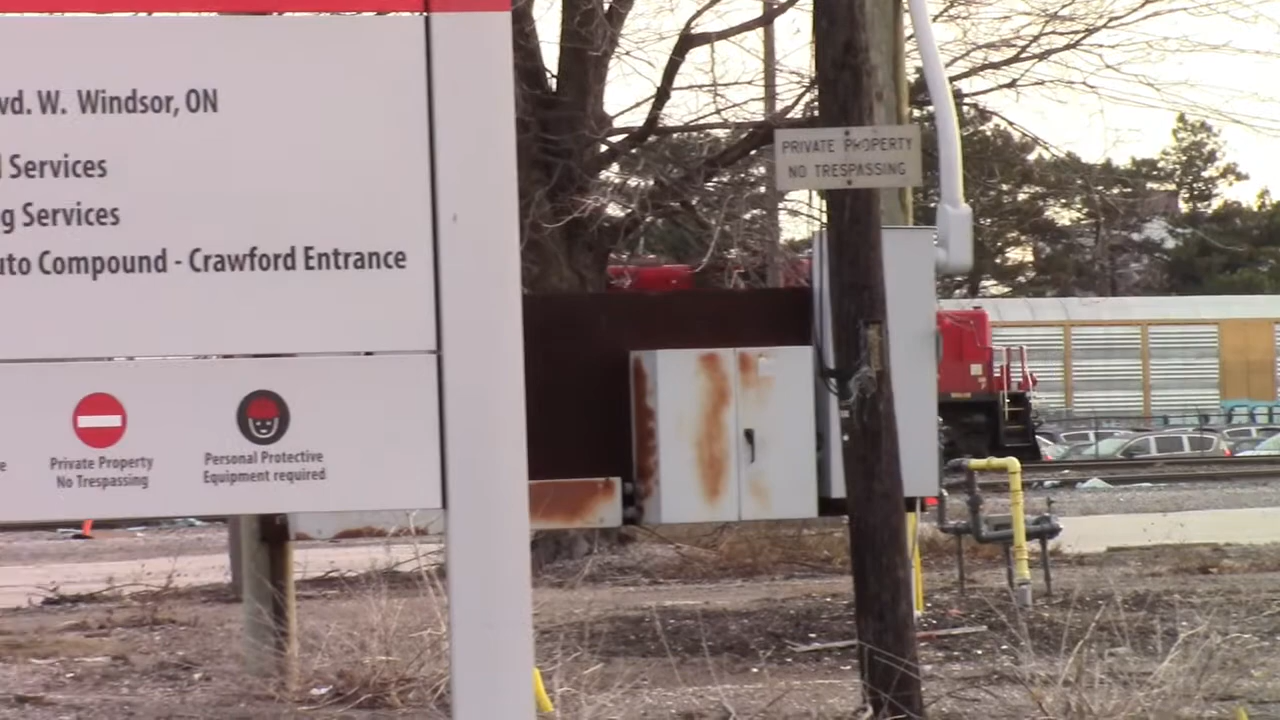 vd. W. Windsor, ON
l Services
g Services
uto Compound - Crawford Entrance
e
Private Property
No Trespassing
Personal Protective
Equipment required
PRIVATE PROPERTY
NO TRESPASSING